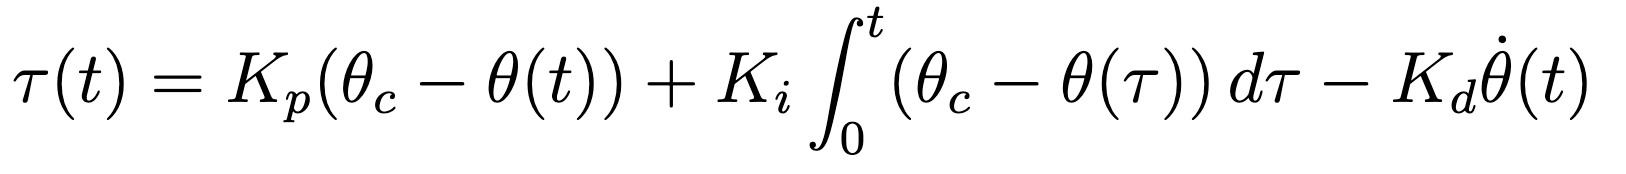 τ(t) = K_p(θ_c − θ(t)) + K_i ∫_0^t (θ_c − θ(τ)) dτ − K_d θ̇(t)